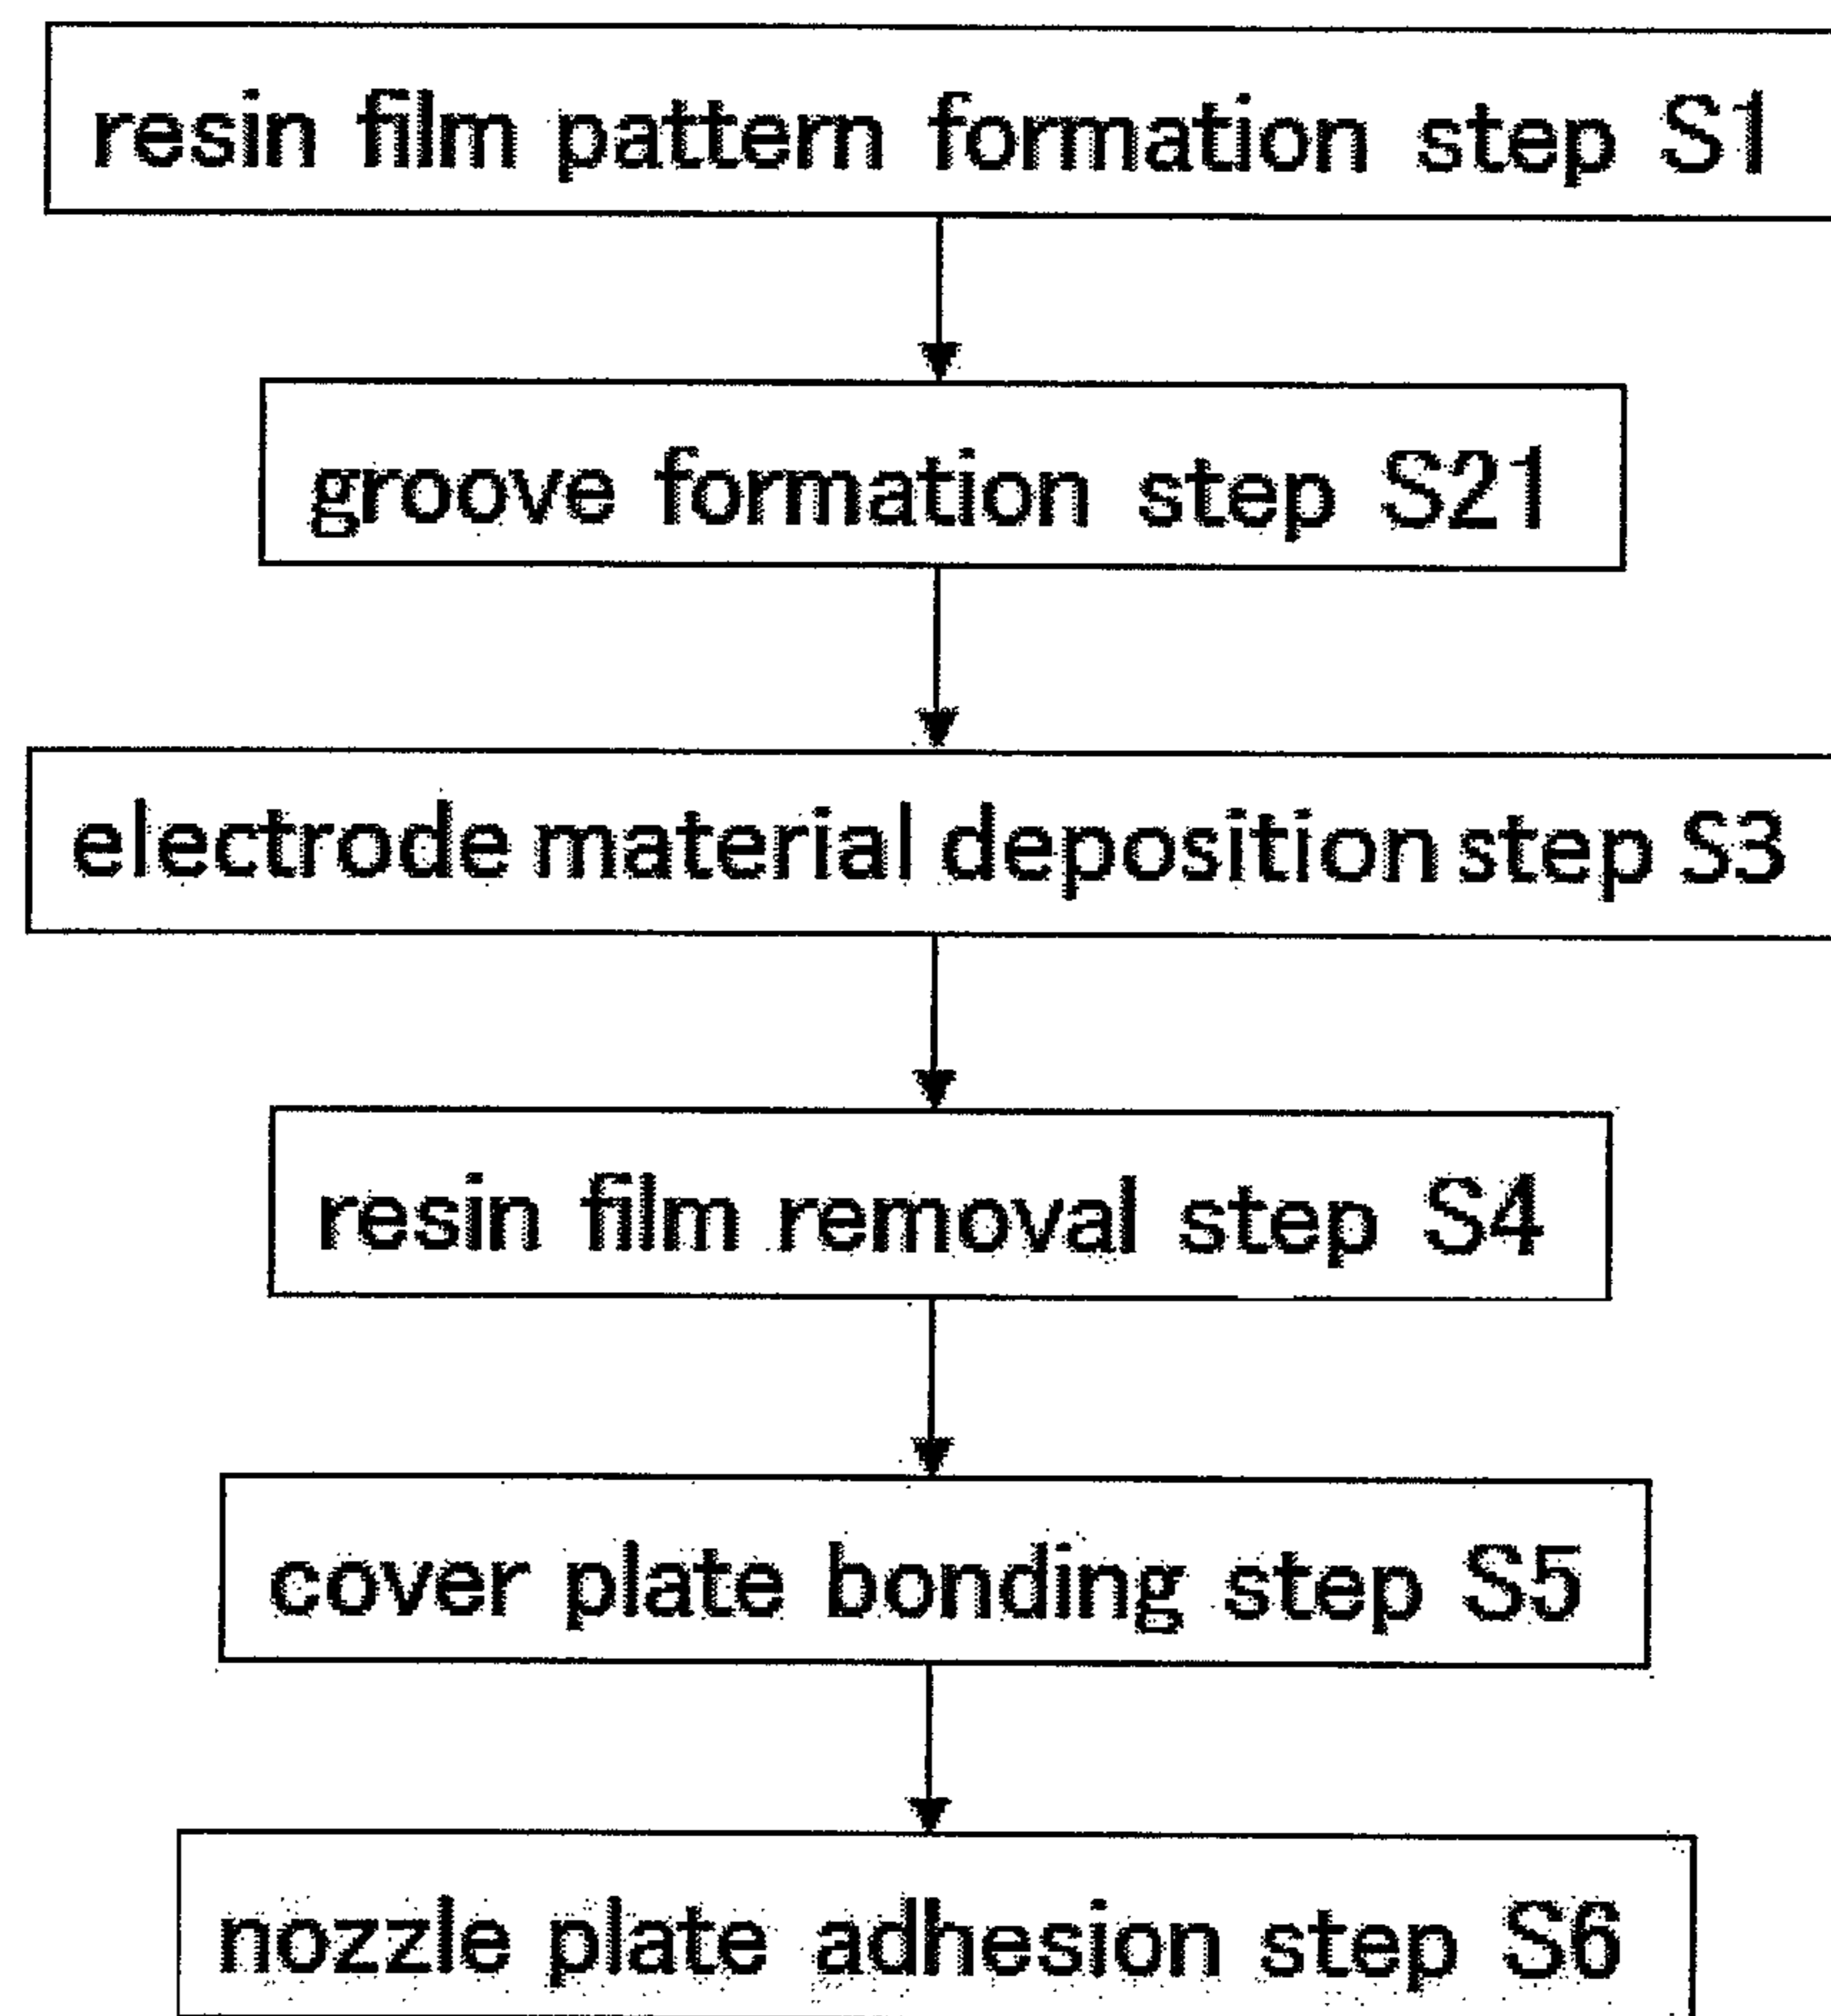 resin film pattern formation step S1
groove formation step S21
electrode material deposition step S3
resin film removal step S4
cover plate bonding step S5
nozzle plate adhesion step S6